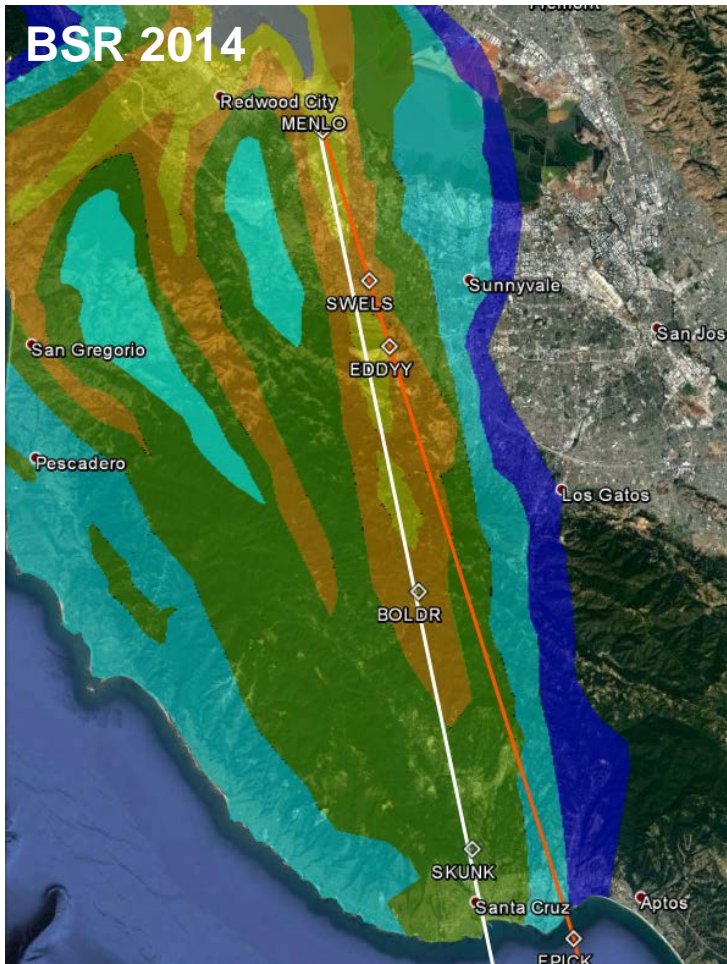 BSR 2014
Redwood City
MENLO
Sunnyvale
SWELS
San Jos
San Gregorio
EDDYY
Pescadero
Los Gatos
BOLDR
SKUNK
Santa Cruz
Aptos
EPICK